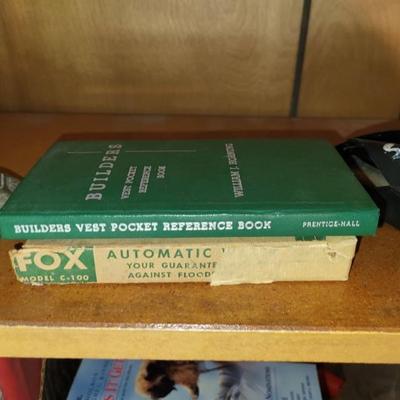 BUILDERS
VEST POCKET
REFERENCE
BOOK
WILLIAM J. HORNUNG
BUILDERS VEST POCKET REFERENCE BOOK PRENTICE-HALL
FOX
MODEL C-100
AUTOMATIC
YOUR GUARANTE
AGAINST FLOOD